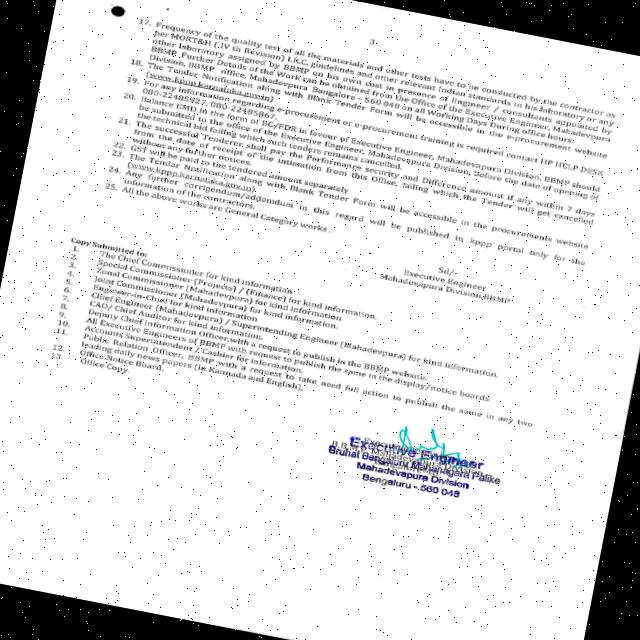 3
17. Frequency of the quality test of all the materials and other tests have to be conducted by the contractor as
per MORT&H (.IV th Revision) I.R.C. guidelines and other relevant Indian standards in his laboratory or any
other laboratory assigned by BBMP on his own cost in presence of Engineer / Consultants appointed by
BBMP. Further Details of the Work can be obtained from the Office of the Executive Engineer, Mahadevapura
Division, BBMP office, Mahadevapura Bangalore - 560 048 on all Working Days During office hours.
18. The Tender Notification along with Blank Tender Form will be accessible in the e-procurement website
(www.kppp.karnataka.gov.in)
19. For any information regarding e-procurement or e-procurement training is required contact HP HELP DESK
080-22485927, 080-22485867.
20. Balance EMD in the form of BG/FDR in favour of Executive Engineer, Mahadevapura Division, BBMP should
be submitted to the office of the Executive Engineer, Mahadevapura Division, before the date of opening of
the technical bid failing which such tenders remains cancelled.
21. The successful Tenderer shall pay the Performance security and Difference amount if any within 7 days
from the date of receipt of the intimation from this Office, failing which the Tender will get cancelled
without any further notices.
22. GST will be paid to the tendered amount separately
23. The Tender Notification along with Blank Tender Form will be accessible in the procurements website
(www.kppp.karnataka.gov.in).
24. Any further corrigendum/addendum in this regard will be published in kppp portal only for the
information of the contractors.
25. All the above works are General Category works.
Sd/-
Executive Engineer
Mahadevapura Division,BBMP
Copy Submitted to:
1. The Chief Commissioner for kind information
2. Special Commissioner (Projects) / (Finance) for kind information.
3. Zonal Commissioner (Mahadevpura) for kind information
4. Joint Commissioner (Mahadevpura) for kind information.
5. Engineer-in-Chief for kind information
6. Chief Engineer (Mahadevpura) / Superintending Engineer (Mahadevpura) for kind information.
7. CAO/ Chief Auditor for kind information.
8. Deputy Chief Information Officer, with a request to publish in the BBMP website.
9. All Executive Engineers of BBMP with request to publish the same in the display/notice boards.
10. Accounts Superintendent / Cashier for information.
11. Public Relation Officer, BBMP with a request to take need full action to publish the same in any two
leading daily news papers (in Kannada and English).
12. Office Notice Board.
13. Office Copy.
Executive Engineer
Bruhat Bengaluru Mahanagara Palike
Mahadevapura Division
Bengaluru - 560 048